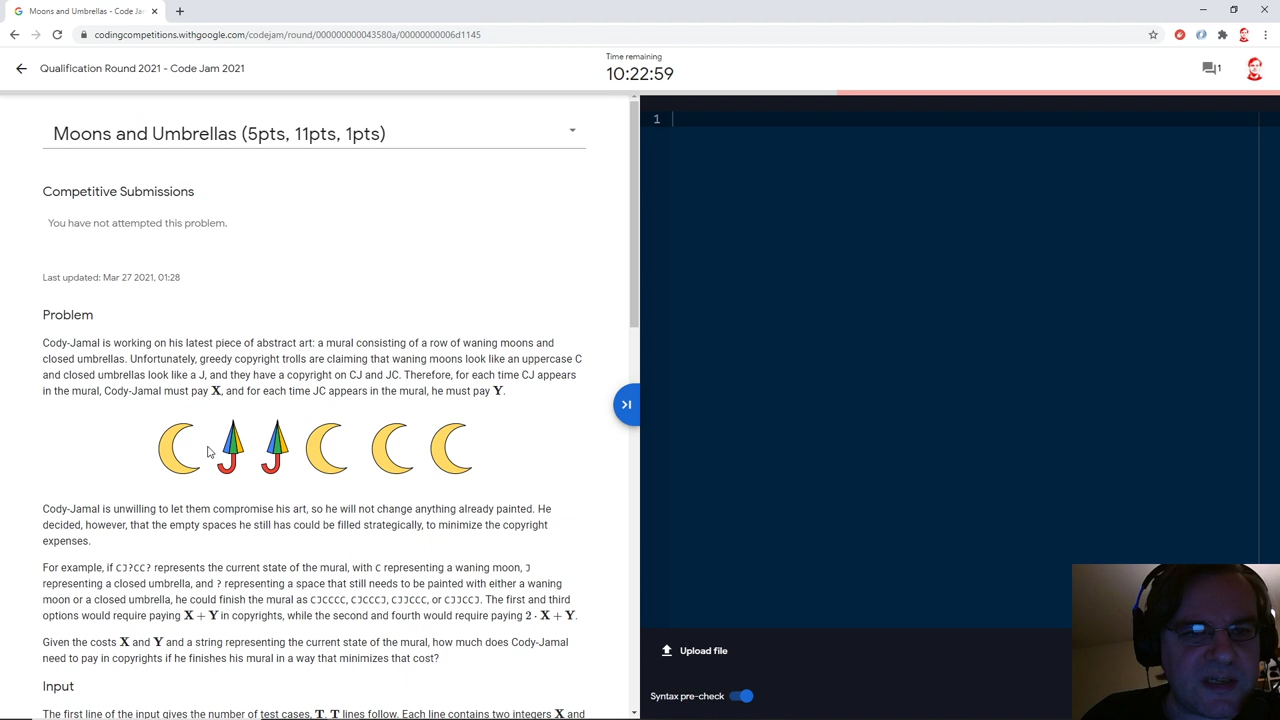 Moons and Umbrellas - Code Ja
codingcompetitions.withgoogle.com/codejam/round/000000000043580a/00000000006d1145
Qualification Round 2021 - Code Jam 2021
Time remaining
10:22:59
1
Moons and Umbrellas (5pts, 11pts, 1pts)
Competitive Submissions
You have not attempted this problem.
Last updated: Mar 27 2021, 01:28
Problem
Cody-Jamal is working on his latest piece of abstract art: a mural consisting of a row of waning moons and
closed umbrellas. Unfortunately, greedy copyright trolls are claiming that waning moons look like an uppercase C
and closed umbrellas look like a J, and they have a copyright on CJ and JC. Therefore, for each time CJ appears
in the mural, Cody-Jamal must pay X, and for each time JC appears in the mural, he must pay Y.
Cody-Jamal is unwilling to let them compromise his art, so he will not change anything already painted. He
decided, however, that the empty spaces he still has could be filled strategically, to minimize the copyright
expenses.
For example, if CJ?CC? represents the current state of the mural, with C representing a waning moon, J
representing a closed umbrella, and ? representing a space that still needs to be painted with either a waning
moon or a closed umbrella, he could finish the mural as CJCCCC, CJCCCJ, CJJCCC, or CJJCCJ. The first and third
options would require paying X + Y in copyrights, while the second and fourth would require paying 2 · X + Y.
Given the costs X and Y and a string representing the current state of the mural, how much does Cody-Jamal
need to pay in copyrights if he finishes his mural in a way that minimizes that cost?
Input
The first line of the input gives the number of test cases, T. T lines follow. Each line contains two integers X and
1
Upload file
Syntax pre-check